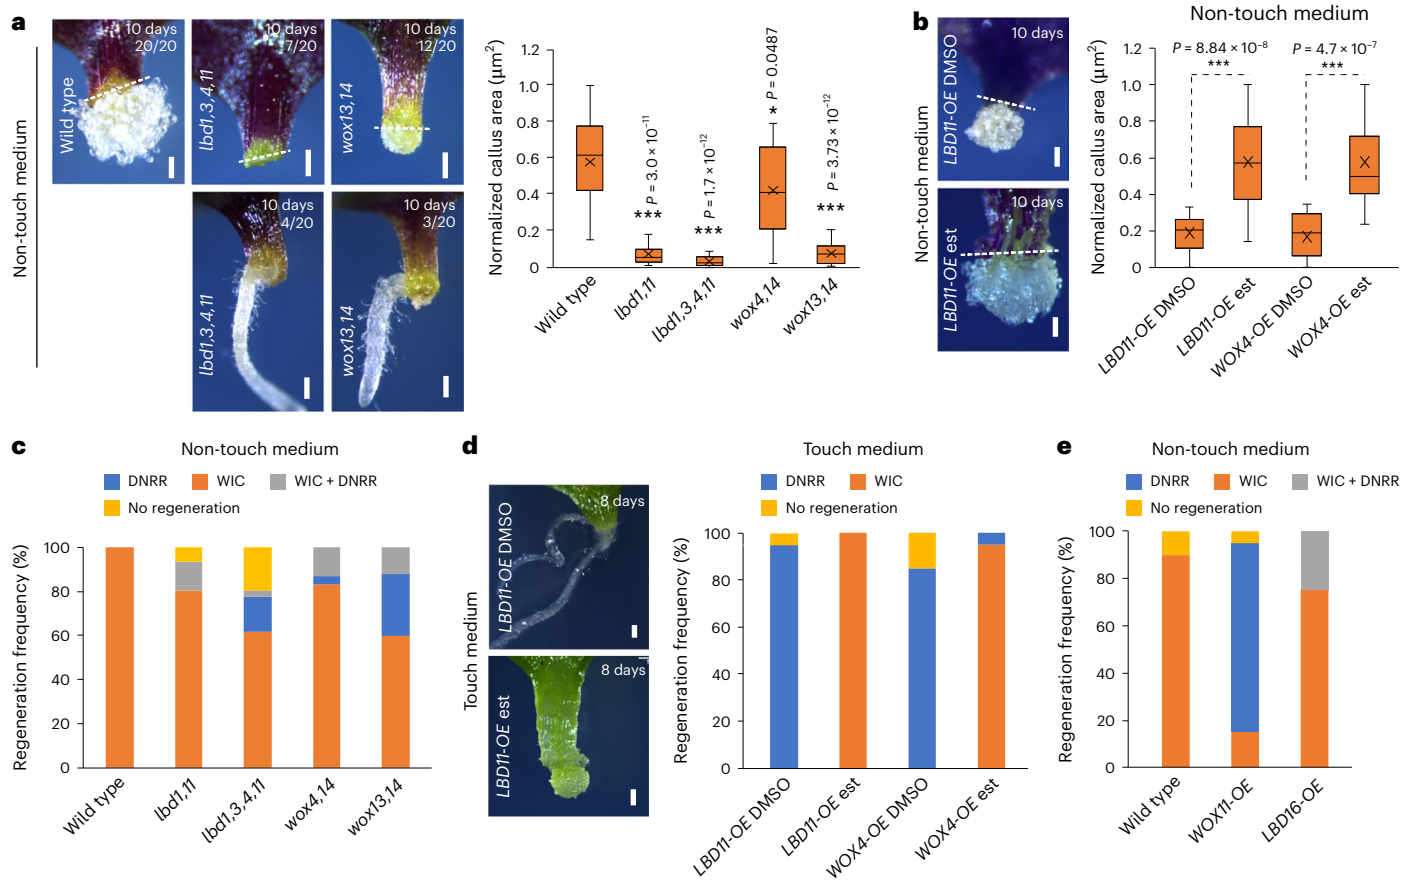 a
Non-touch medium
10 days
20/20
Wild type
10 days
7/20
lbd1,3,4,11
10 days
12/20
wox13,14
10 days
4/20
lbd1,3,4,11
10 days
3/20
wox13,14
Normalized callus area (µm²)
1.2
1.0
0.8
0.6
0.4
0.2
0
*** P = 3.0 × 10⁻¹¹
*** P = 1.7 × 10⁻¹²
* P = 0.0487
*** P = 3.73 × 10⁻¹²
Wild type
lbd1,11
lbd1,3,4,11
wox4,14
wox13,14
b
Non-touch medium
Non-touch medium
10 days
LBD11-OE DMSO
10 days
LBD11-OE est
Normalized callus area (µm²)
1.2
1.0
0.8
0.6
0.4
0.2
0
P = 8.84 × 10⁻⁸
***
P = 4.7 × 10⁻⁷
***
LBD11-OE DMSO
LBD11-OE est
WOX4-OE DMSO
WOX4-OE est
c
Non-touch medium
DNRR WIC WIC + DNRR
No regeneration
Regeneration frequency (%)
100
80
60
40
20
0
Wild type
lbd1,11
lbd1,3,4,11
wox4,14
wox13,14
d
Touch medium
8 days
LBD11-OE DMSO
8 days
LBD11-OE est
Touch medium
DNRR WIC
No regeneration
Regeneration frequency (%)
100
80
60
40
20
0
LBD11-OE DMSO
LBD11-OE est
WOX4-OE DMSO
WOX4-OE est
e
Non-touch medium
DNRR WIC WIC + DNRR
No regeneration
Regeneration frequency (%)
100
80
60
40
20
0
Wild type
WOX11-OE
LBD16-OE